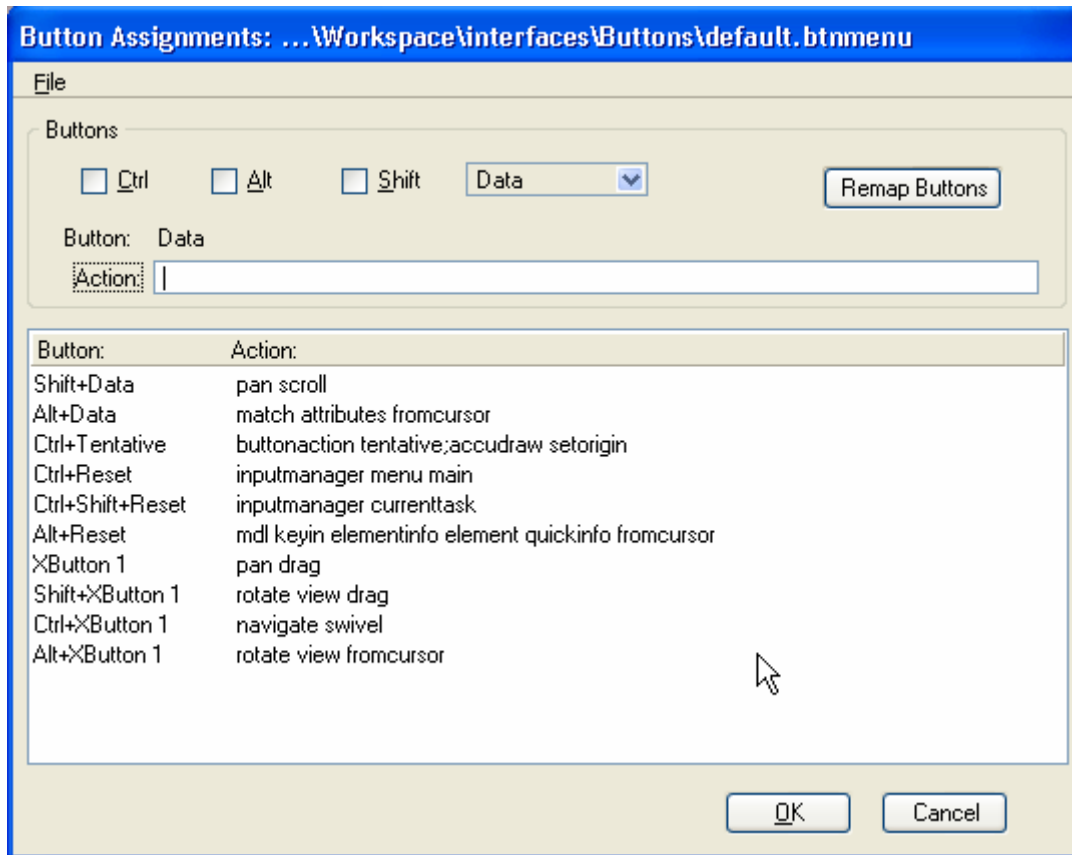 Button Assignments: ...\Workspace\interfaces\Buttons\default.btnmenu
File
Buttons
Ctrl Alt Shift Data Remap Buttons
Button: Data
Action:
Button: Action:
Shift+Data pan scroll
Alt+Data match attributes fromcursor
Ctrl+Tentative buttonaction tentative;accudraw setorigin
Ctrl+Reset inputmanager menu main
Ctrl+Shift+Reset inputmanager currenttask
Alt+Reset mdl keyin elementinfo element quickinfo fromcursor
XButton 1 pan drag
Shift+XButton 1 rotate view drag
Ctrl+XButton 1 navigate swivel
Alt+XButton 1 rotate view fromcursor
OK Cancel